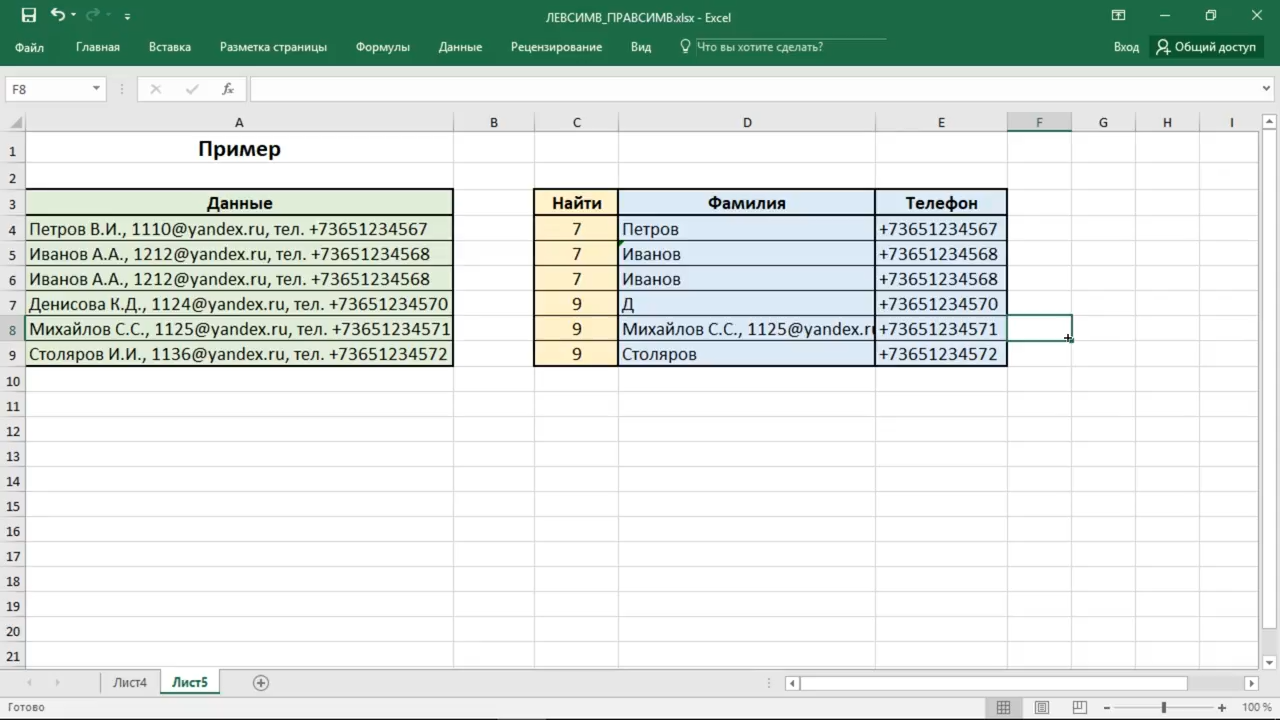 ЛЕВСИМВ_ПРАВСИМВ.xlsx - Excel
Файл Главная Вставка Разметка страницы Формулы Данные Рецензирование Вид Что вы хотите сделать? Вход Общий доступ
F8 fx
A B C D E F G H I
1 Пример
2
3 Данные Найти Фамилия Телефон
4 Петров В.И., 1110@yandex.ru, тел. +73651234567 7 Петров +73651234567
5 Иванов А.А., 1212@yandex.ru, тел. +73651234568 7 Иванов +73651234568
6 Иванов А.А., 1212@yandex.ru, тел. +73651234568 7 Иванов +73651234568
7 Денисова К.Д., 1124@yandex.ru, тел. +73651234570 9 Д +73651234570
8 Михайлов С.С., 1125@yandex.ru, тел. +73651234571 9 Михайлов С.С., 1125@yandex.ru +73651234571
9 Столяров И.И., 1136@yandex.ru, тел. +73651234572 9 Столяров +73651234572
10
11
12
13
14
15
16
17
18
19
20
21
Лист4 Лист5
Готово 100 %